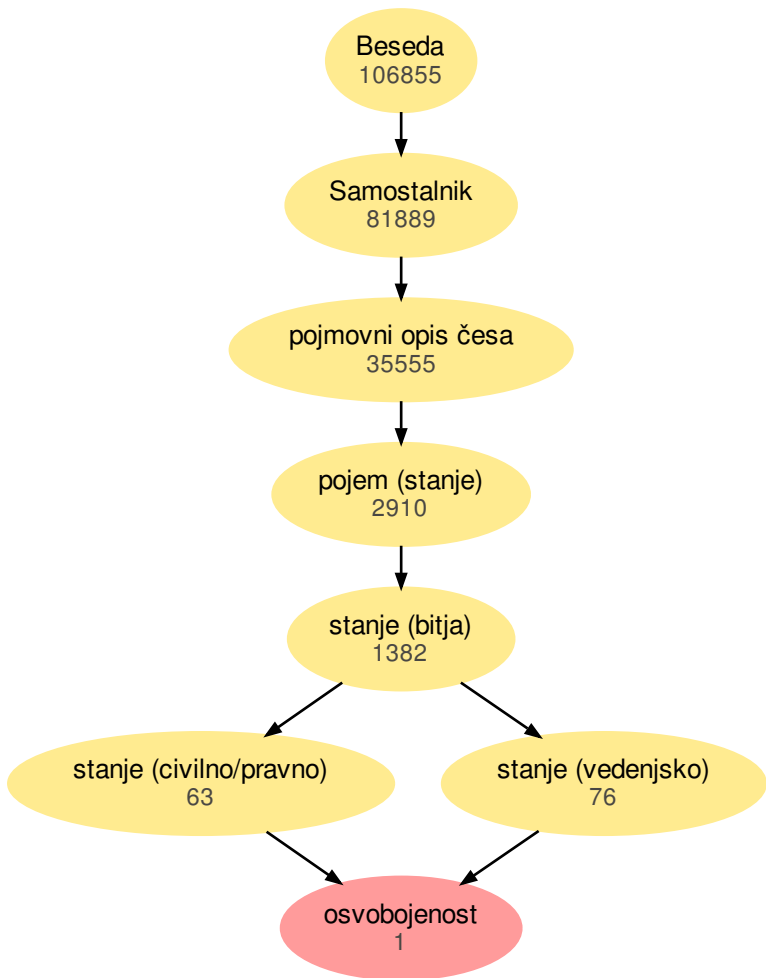 Beseda
106855
Samostalnik
81889
pojmovni opis česa
35555
pojem (stanje)
2910
stanje (bitja)
1382
stanje (civilno/pravno)
63
stanje (vedenjsko)
76
osvobojenost
1